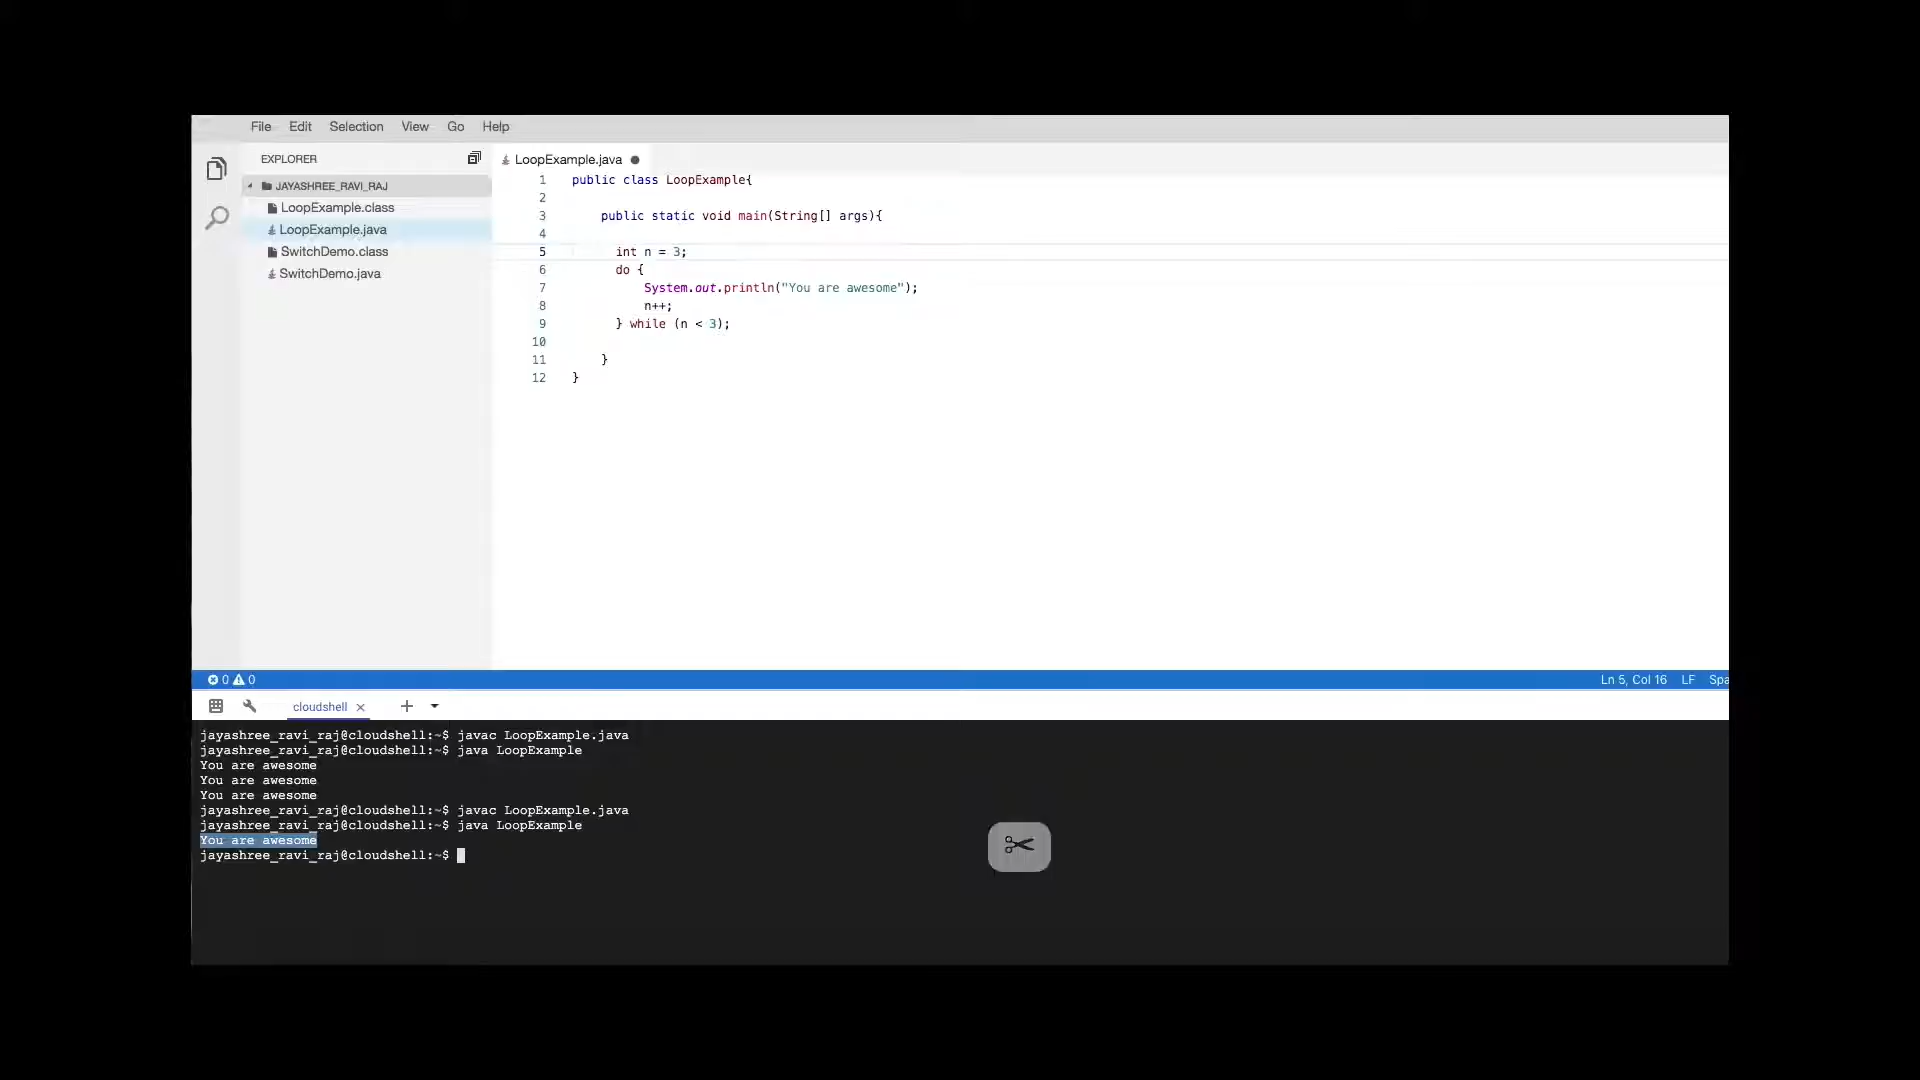 File Edit Selection View Go Help
EXPLORER
JAYASHREE_RAVI_RAJ
LoopExample.class
LoopExample.java
SwitchDemo.class
SwitchDemo.java
LoopExample.java
1 public class LoopExample{
2
3 public static void main(String[] args){
4
5 int n = 3;
6 do {
7 System.out.println("You are awesome");
8 n++;
9 } while (n < 3);
10
11 }
12 }
0 0
Ln 5, Col 16 LF Spa
cloudshell
jayashree_ravi_raj@cloudshell:~$ javac LoopExample.java
jayashree_ravi_raj@cloudshell:~$ java LoopExample
You are awesome
You are awesome
You are awesome
jayashree_ravi_raj@cloudshell:~$ javac LoopExample.java
jayashree_ravi_raj@cloudshell:~$ java LoopExample
You are awesome
jayashree_ravi_raj@cloudshell:~$